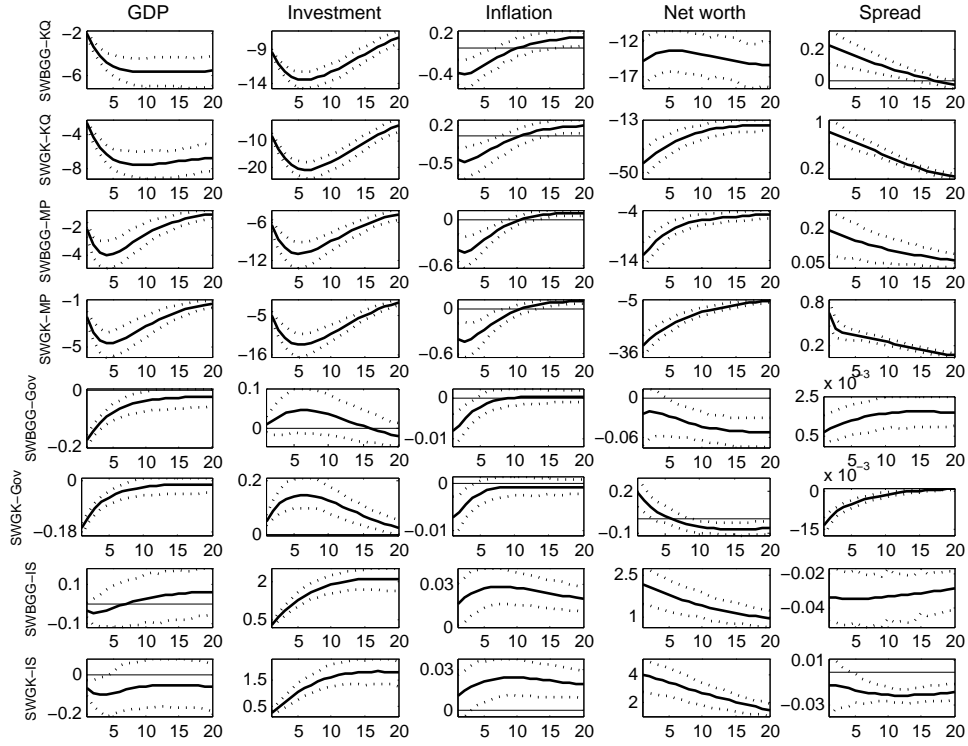 GDP Investment Inflation Net worth Spread
SWBGG−KQ
−2
−6
5 10 15 20
−9
−14
5 10 15 20
0.2
−0.4
5 10 15 20
−12
−17
5 10 15 20
0.2
0
5 10 15 20
SWGK−KQ
−4
−8
5 10 15 20
−10
−20
5 10 15 20
0.2
−0.5
5 10 15 20
−13
−50
5 10 15 20
1
0.2
5 10 15 20
SWBGG−MP
−2
−4
5 10 15 20
−6
−12
5 10 15 20
0
−0.6
5 10 15 20
−4
−14
5 10 15 20
0.2
0.05
5 10 15 20
SWGK−MP
−1
−5
5 10 15 20
−5
−16
5 10 15 20
0
−0.6
5 10 15 20
−5
−36
5 10 15 20
0.8
0.2
5 10 15 20
SWBGG−Gov
0
−0.2
5 10 15 20
0.1
0
5 10 15 20
0
−0.01
5 10 15 20
0
−0.06
5 10 15 20
x 10−3
2.5
0.5
5 10 15 20
SWGK−Gov
0
−0.18
5 10 15 20
0.2
0
5 10 15 20
0
−0.01
5 10 15 20
0.2
−0.1
5 10 15 20
x 10−3
0
−15
5 10 15 20
SWBGG−IS
0.1
−0.1
5 10 15 20
2
0.5
5 10 15 20
0.03
0
5 10 15 20
2.5
1
5 10 15 20
−0.02
−0.04
5 10 15 20
SWGK−IS
0
−0.2
5 10 15 20
1.5
0.5
5 10 15 20
0.03
0
5 10 15 20
4
2
5 10 15 20
0.01
−0.03
5 10 15 20